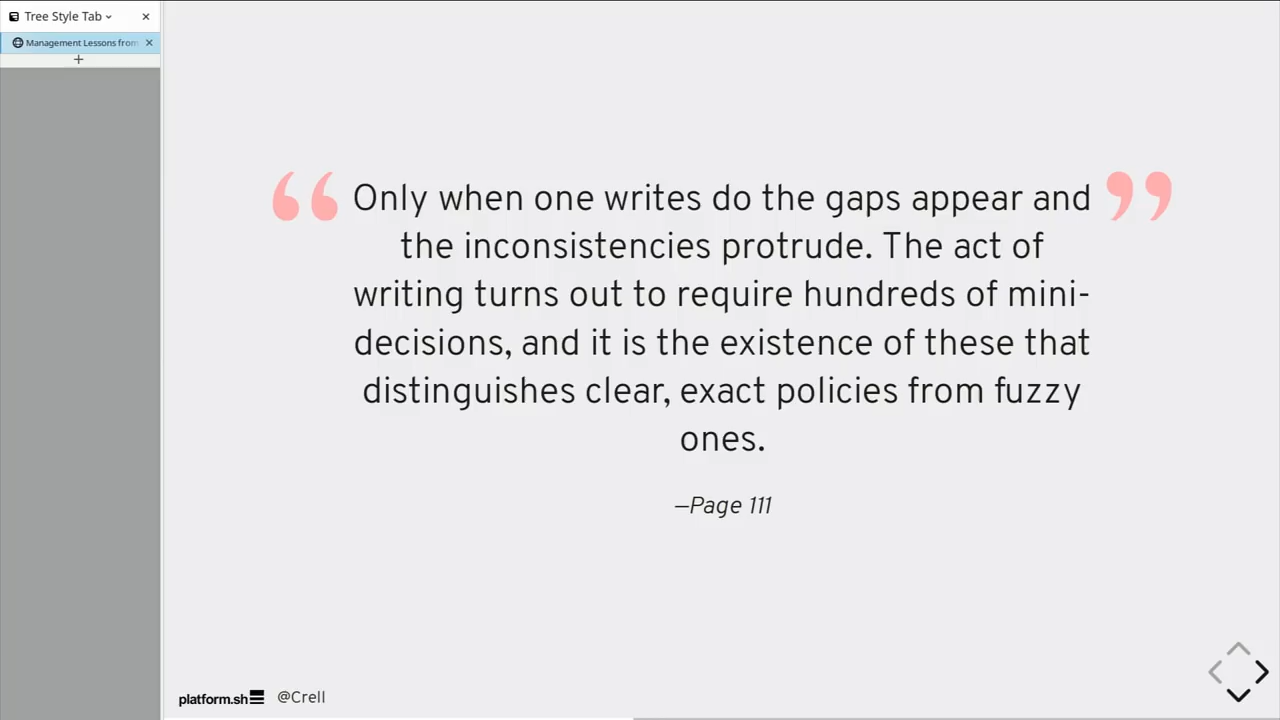 Tree Style Tab
Management Lessons from
“Only when one writes do the gaps appear and”
the inconsistencies protrude. The act of
writing turns out to require hundreds of mini-
decisions, and it is the existence of these that
distinguishes clear, exact policies from fuzzy
ones.
—Page 111
platform.sh @Crell